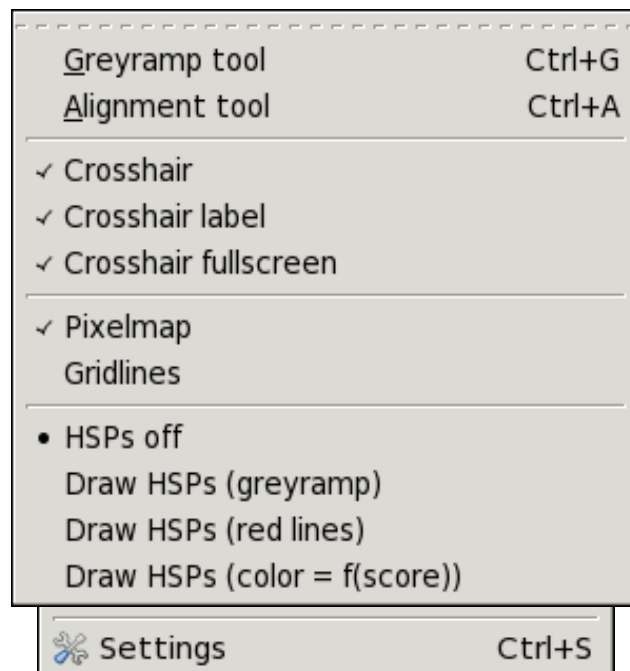 Greyramp tool Ctrl+G
Alignment tool Ctrl+A
Crosshair
Crosshair label
Crosshair fullscreen
Pixelmap
Gridlines
HSPs off
Draw HSPs (greyramp)
Draw HSPs (red lines)
Draw HSPs (color = f(score))
Settings Ctrl+S